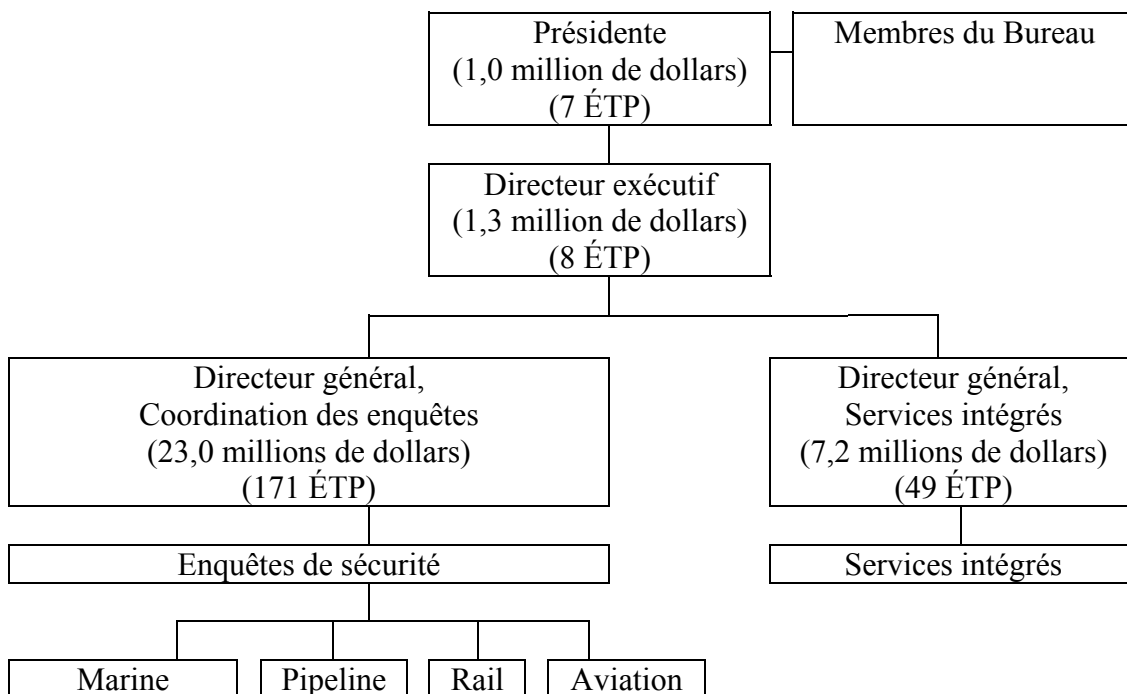 Présidente
(1,0 million de dollars)
(7 ÉTP)
Membres du Bureau
Directeur exécutif
(1,3 million de dollars)
(8 ÉTP)
Directeur général,
Coordination des enquêtes
(23,0 millions de dollars)
(171 ÉTP)
Directeur général,
Services intégrés
(7,2 millions de dollars)
(49 ÉTP)
Enquêtes de sécurité
Services intégrés
Marine
Pipeline
Rail
Aviation